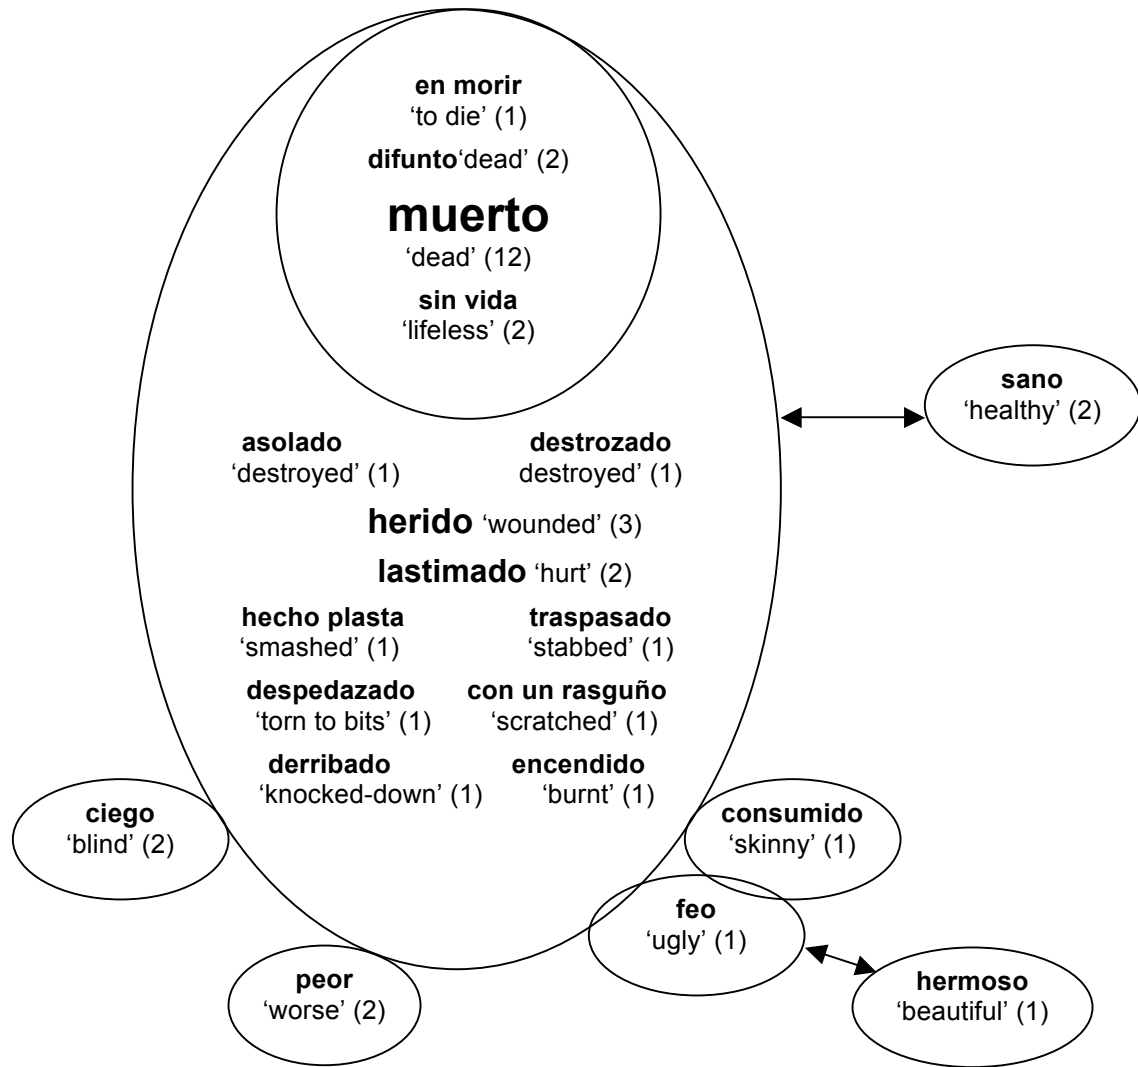 en morir
‘to die’ (1)
difunto‘dead’ (2)
muerto
‘dead’ (12)
sin vida
‘lifeless’ (2)
sano
‘healthy’ (2)
asolado
‘destroyed’ (1)
destrozado
destroyed’ (1)
herido ‘wounded’ (3)
lastimado ‘hurt’ (2)
hecho plasta
‘smashed’ (1)
traspasado
‘stabbed’ (1)
despedazado
‘torn to bits’ (1)
con un rasguño
‘scratched’ (1)
derribado
‘knocked-down’ (1)
encendido
‘burnt’ (1)
ciego
‘blind’ (2)
consumido
‘skinny’ (1)
feo
‘ugly’ (1)
peor
‘worse’ (2)
hermoso
‘beautiful’ (1)